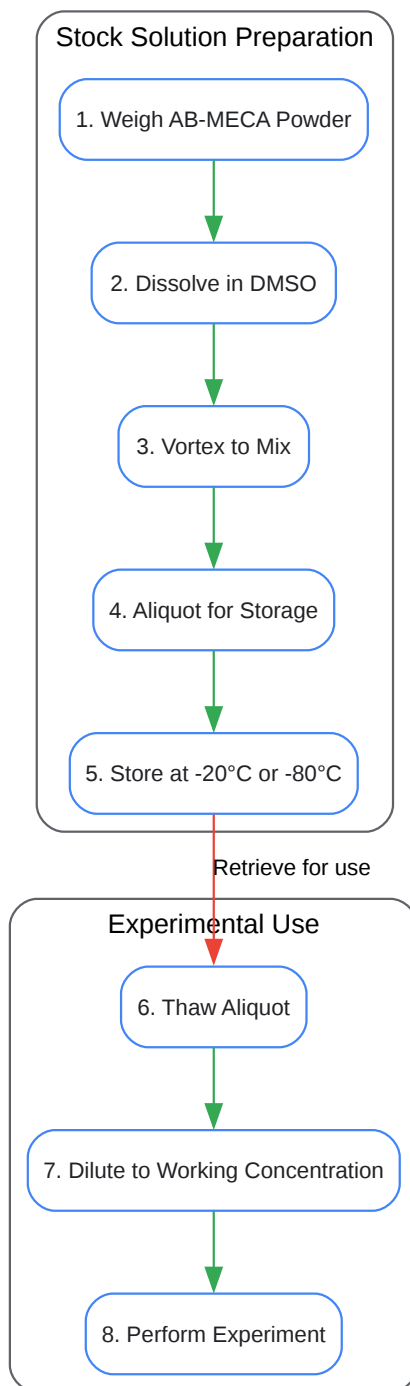 Stock Solution Preparation
1. Weigh AB-MECA Powder
2. Dissolve in DMSO
3. Vortex to Mix
4. Aliquot for Storage
5. Store at -20°C or -80°C
Retrieve for use
Experimental Use
6. Thaw Aliquot
7. Dilute to Working Concentration
8. Perform Experiment